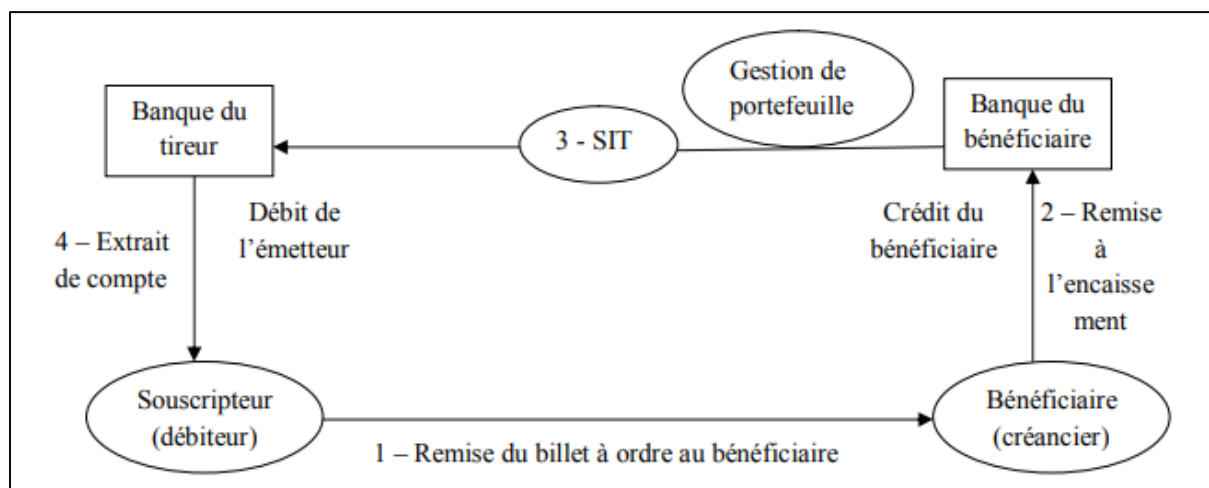 Gestion de
portefeuille
Banque du
tireur
3 - SIT
Banque du
bénéficiaire
Débit de
l’émetteur
4 – Extrait
de compte
Crédit du
bénéficiaire
2 – Remise
à
l’encaisse
ment
Souscripteur
(débiteur)
Bénéficiaire
(créancier)
1 – Remise du billet à ordre au bénéficiaire